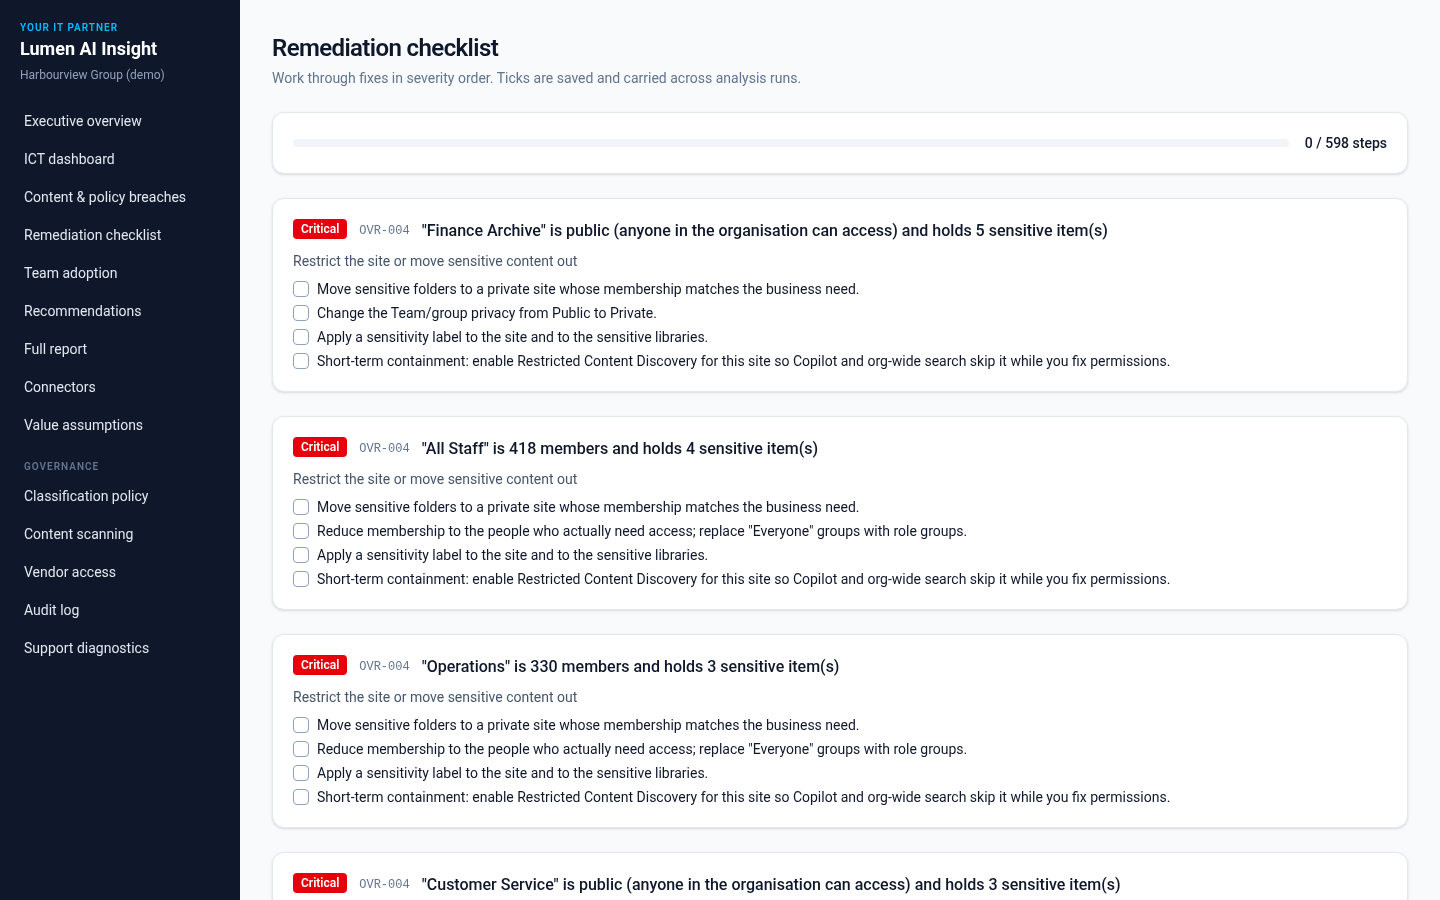 YOUR IT PARTNER
Lumen AI Insight
Harbourview Group (demo)
Executive overview
ICT dashboard
Content & policy breaches
Remediation checklist
Team adoption
Recommendations
Full report
Connectors
Value assumptions
GOVERNANCE
Classification policy
Content scanning
Vendor access
Audit log
Support diagnostics
Remediation checklist
Work through fixes in severity order. Ticks are saved and carried across analysis runs.
0 / 598 steps
Critical OVR-004 "Finance Archive" is public (anyone in the organisation can access) and holds 5 sensitive item(s)
Restrict the site or move sensitive content out
Move sensitive folders to a private site whose membership matches the business need.
Change the Team/group privacy from Public to Private.
Apply a sensitivity label to the site and to the sensitive libraries.
Short-term containment: enable Restricted Content Discovery for this site so Copilot and org-wide search skip it while you fix permissions.
Critical OVR-004 "All Staff" is 418 members and holds 4 sensitive item(s)
Restrict the site or move sensitive content out
Move sensitive folders to a private site whose membership matches the business need.
Reduce membership to the people who actually need access; replace "Everyone" groups with role groups.
Apply a sensitivity label to the site and to the sensitive libraries.
Short-term containment: enable Restricted Content Discovery for this site so Copilot and org-wide search skip it while you fix permissions.
Critical OVR-004 "Operations" is 330 members and holds 3 sensitive item(s)
Restrict the site or move sensitive content out
Move sensitive folders to a private site whose membership matches the business need.
Reduce membership to the people who actually need access; replace "Everyone" groups with role groups.
Apply a sensitivity label to the site and to the sensitive libraries.
Short-term containment: enable Restricted Content Discovery for this site so Copilot and org-wide search skip it while you fix permissions.
Critical OVR-004 "Customer Service" is public (anyone in the organisation can access) and holds 3 sensitive item(s)